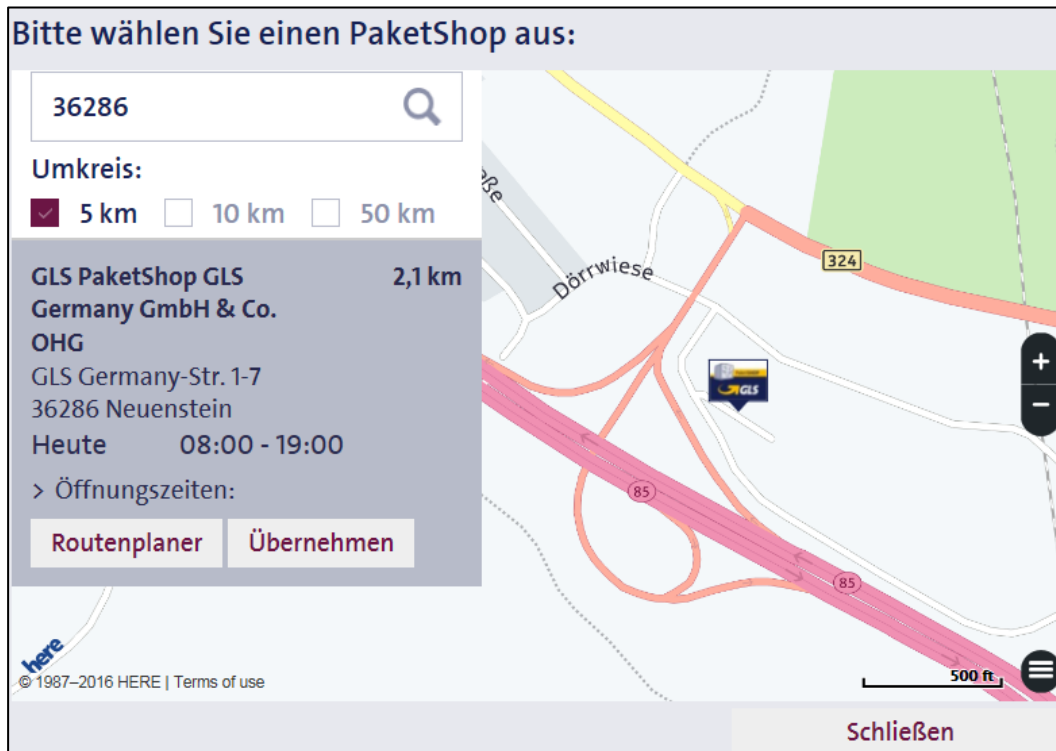 Bitte wählen Sie einen PaketShop aus:
36286
Umkreis:
5 km 10 km 50 km
GLS PaketShop GLS 2,1 km
Germany GmbH & Co.
OHG
GLS Germany-Str. 1-7
36286 Neuenstein
Heute 08:00 - 19:00
> Öffnungszeiten:
Routenplaner Übernehmen
Dörrwiese
324
GLS
+
−
85
85
here
© 1987–2016 HERE | Terms of use
500 ft
Schließen